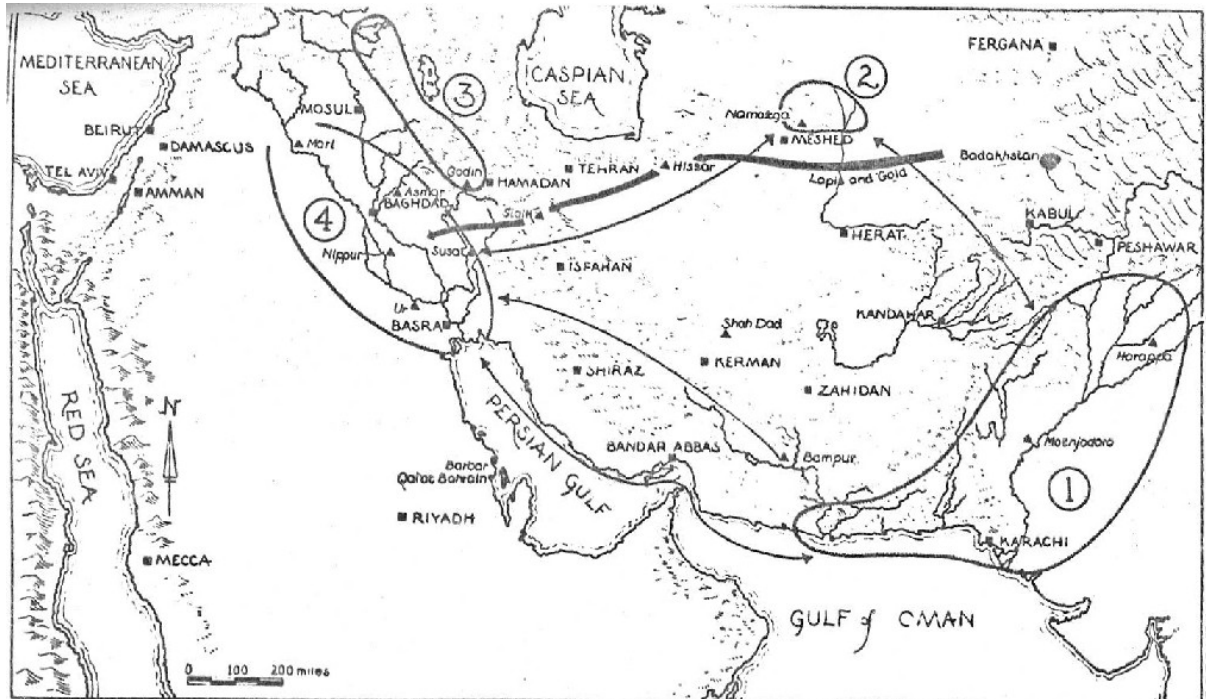 MEDITERRANEAN
SEA
BEIRUT
DAMASCUS
TEL AVIV
AMMAN
RED SEA
N
MECCA
0 100 200 miles
MOSUL
Mari
3
CASPIAN
SEA
Godin
HAMADAN
TEHRAN
Hissar
Asmar
BAGHDAD
Sialk
4
Nippur
Susa
ISFAHAN
Ur
BASRA
SHIRAZ
PERSIAN GULF
Barbar
Qal'at Bahrain
RIYADH
BANDAR ABBAS
2
Namazga
MESHED
Lapis and Gold
FERGANA
Badakhstan
KABUL
PESHAWAR
HERAT
KANDAHAR
Shah Dad
KERMAN
ZAHIDAN
Harappa
Moenjodaro
Bampur
1
KARACHI
GULF of OMAN